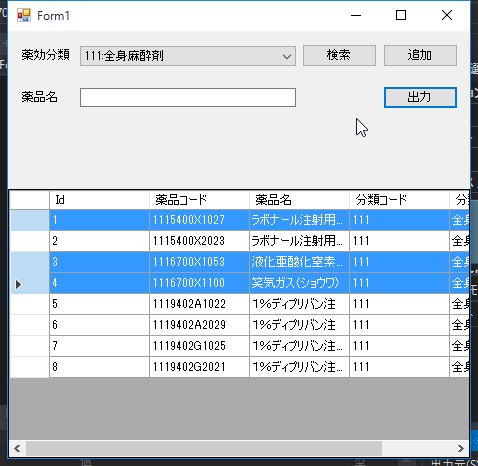 Form1
薬効分類 111:全身麻酔剤 検索 追加
薬品名 出力
Id 薬品コード 薬品名 分類コード 分
1 1115400X1027 ラボナール注射用... 111 全身
2 1115400X2023 ラボナール注射用... 111 全身
3 1116700X1053 液化亜酸化窒素... 111 全身
4 1116700X1100 笑気ガス(ショウワ) 111 全身
5 1119402A1022 1%ディプリバン注 111 全身
6 1119402A2029 1%ディプリバン注 111 全身
7 1119402G1025 1%ディプリバン注... 111 全身
8 1119402G2021 1%ディプリバン注... 111 全身